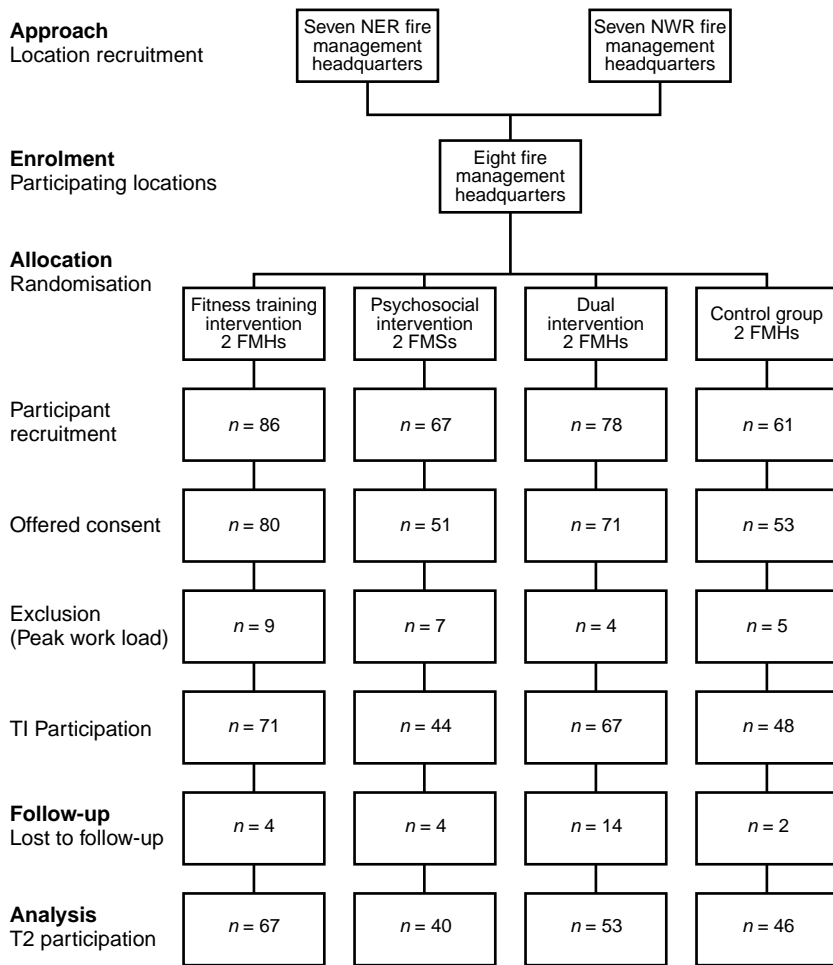 Approach
Location recruitment
Seven NER fire
management
headquarters
Seven NWR fire
management
headquarters
Enrolment
Participating locations
Eight fire
management
headquarters
Allocation
Randomisation
Fitness training
intervention
2 FMHs
Psychosocial
intervention
2 FMSs
Dual
intervention
2 FMHs
Control group
2 FMHs
Participant
recruitment
n = 86
n = 67
n = 78
n = 61
Offered consent
n = 80
n = 51
n = 71
n = 53
Exclusion
(Peak work load)
n = 9
n = 7
n = 4
n = 5
TI Participation
n = 71
n = 44
n = 67
n = 48
Follow-up
Lost to follow-up
n = 4
n = 4
n = 14
n = 2
Analysis
T2 participation
n = 67
n = 40
n = 53
n = 46